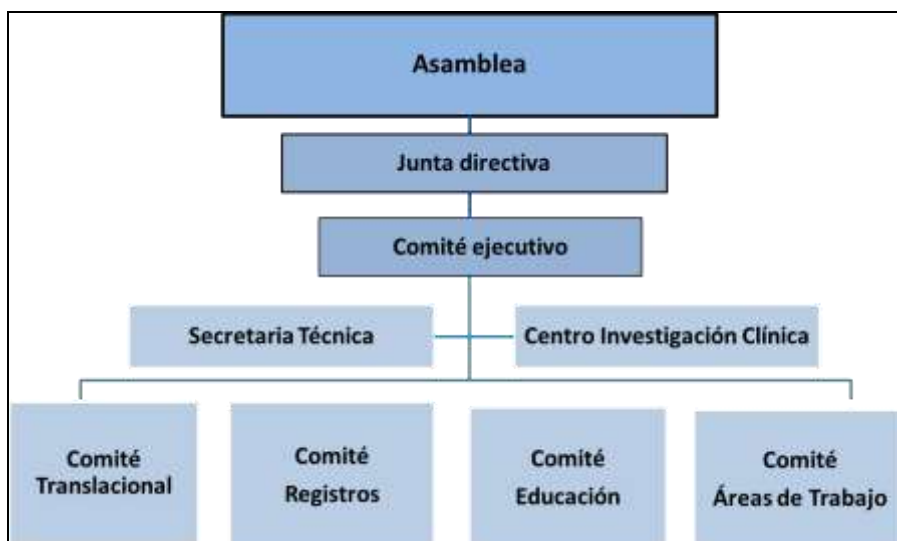 Asamblea
Junta directiva
Comité ejecutivo
Secretaria Técnica
Centro Investigación Clínica
Comité
Translacional
Comité
Registros
Comité
Educación
Comité
Áreas de Trabajo